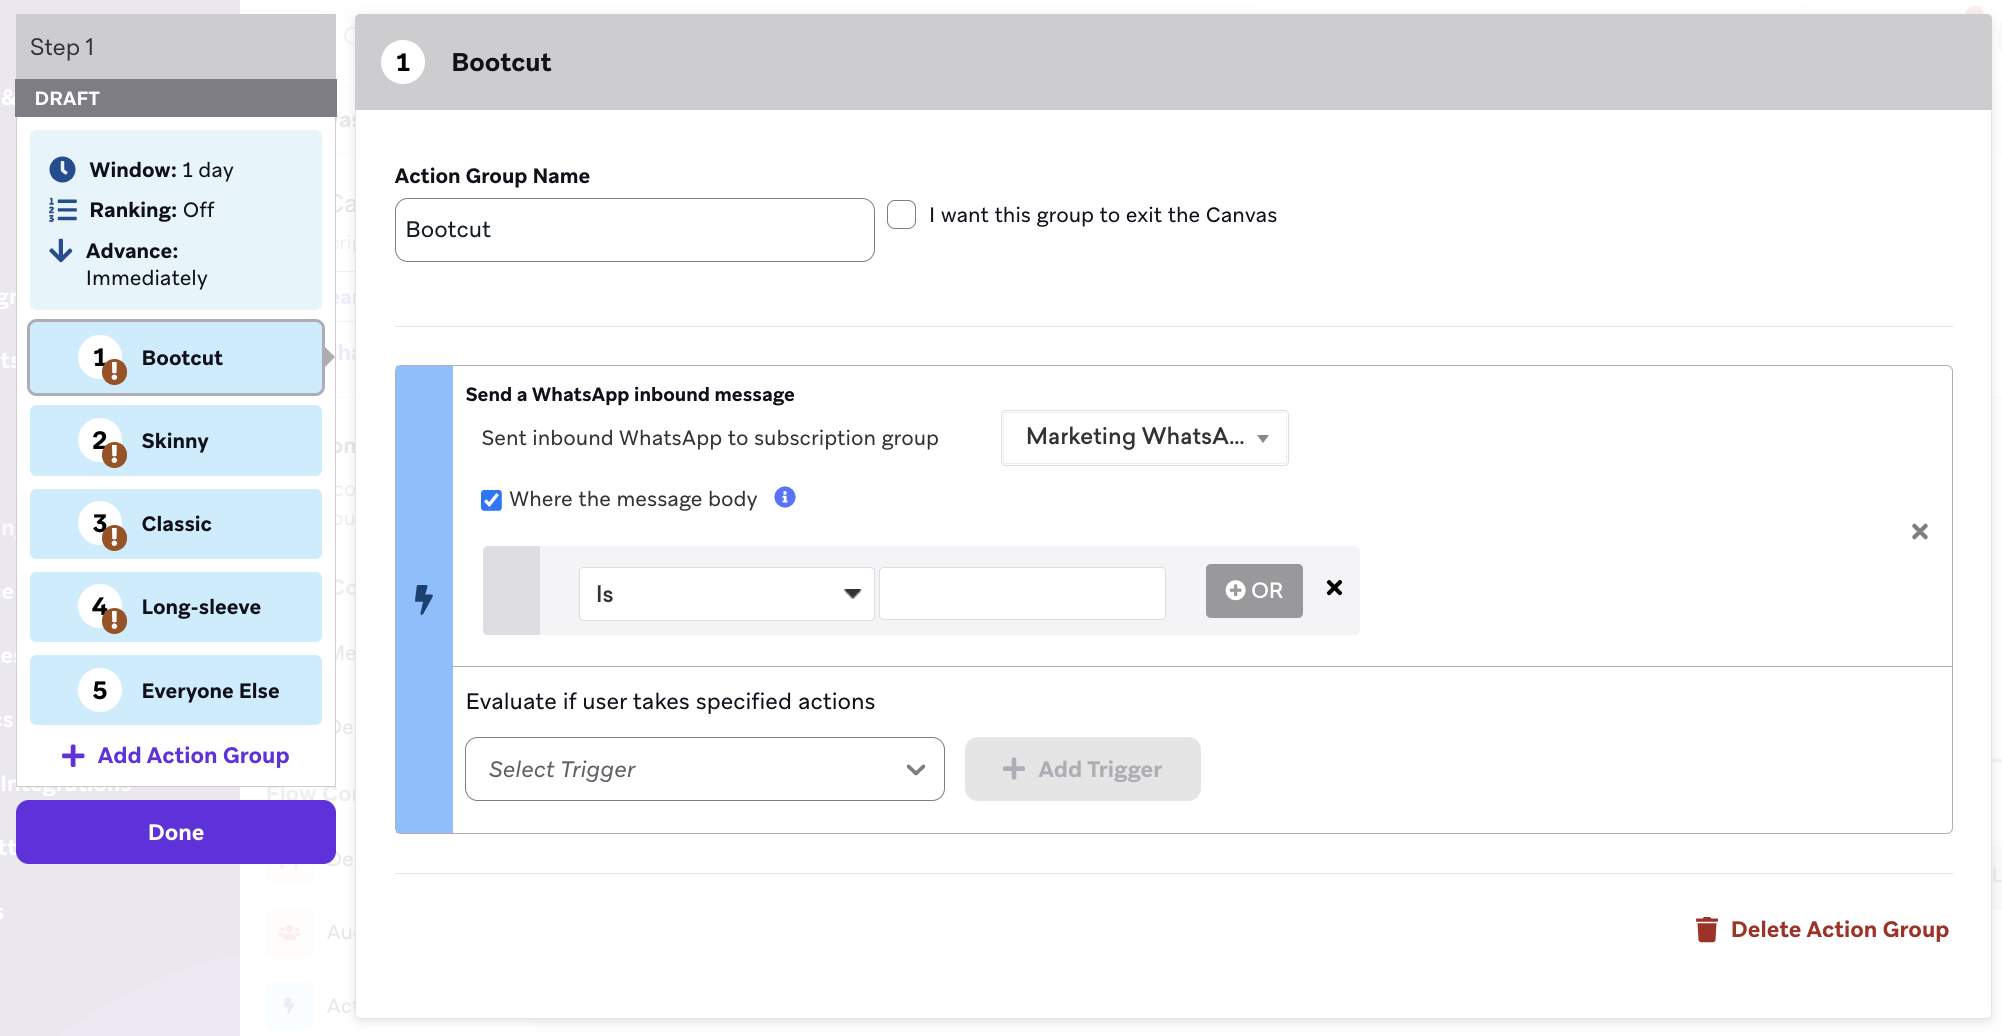 Step 1
DRAFT
Window: 1 day
Ranking: Off
Advance:
Immediately
1 Bootcut
2 Skinny
3 Classic
4 Long-sleeve
5 Everyone Else
Add Action Group
Done
1 Bootcut
Action Group Name
Bootcut
I want this group to exit the Canvas
Send a WhatsApp inbound message
Sent inbound WhatsApp to subscription group
Marketing WhatsA...
Where the message body
Is
OR
Evaluate if user takes specified actions
Select Trigger
Add Trigger
Delete Action Group